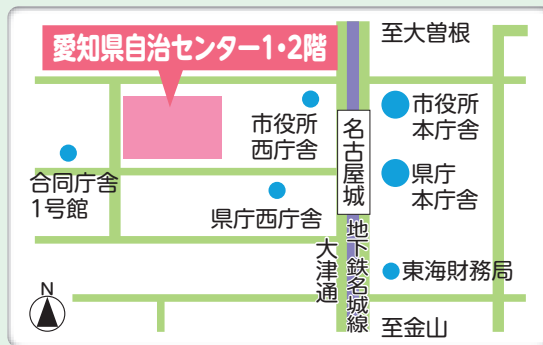 愛知県自治センター1・2階
至大曽根
市役所
西庁舎
名古屋城
市役所
本庁舎
県庁
本庁舎
合同庁舎
1号館
県庁西庁舎
大津通
地下鉄名城線
東海財務局
N
至金山